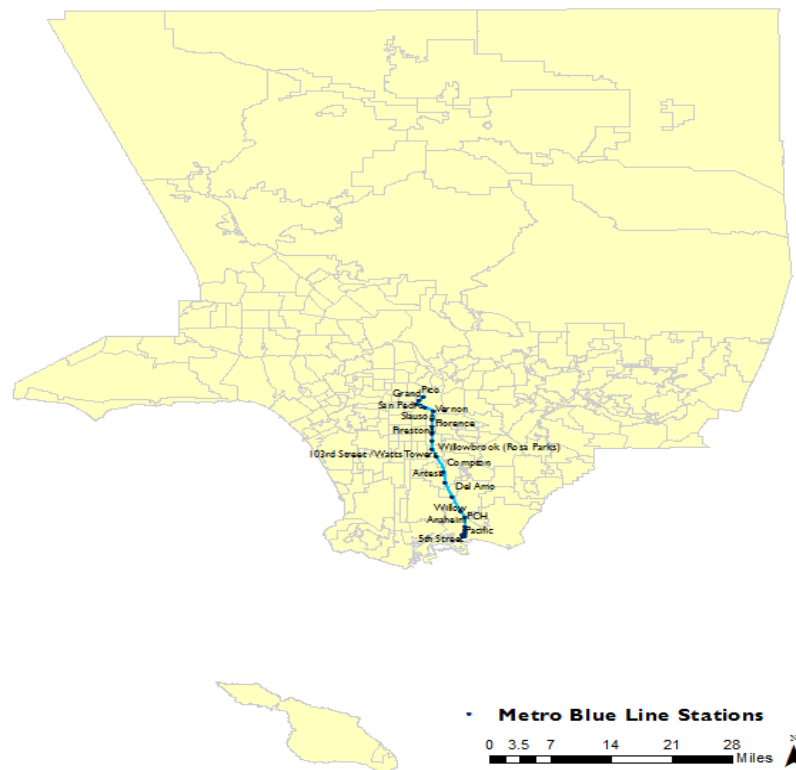 Pico
Grand
San Pedro
Vernon
Slauson
Florence
Firestone
Willowbrook (Rosa Parks)
103rd Street /Watts Tower
Compton
Artesia
Del Amo
Willow
PCH
Anaheim
Pacific
5th Street
Metro Blue Line Stations
0 3.5 7 14 21 28
Miles